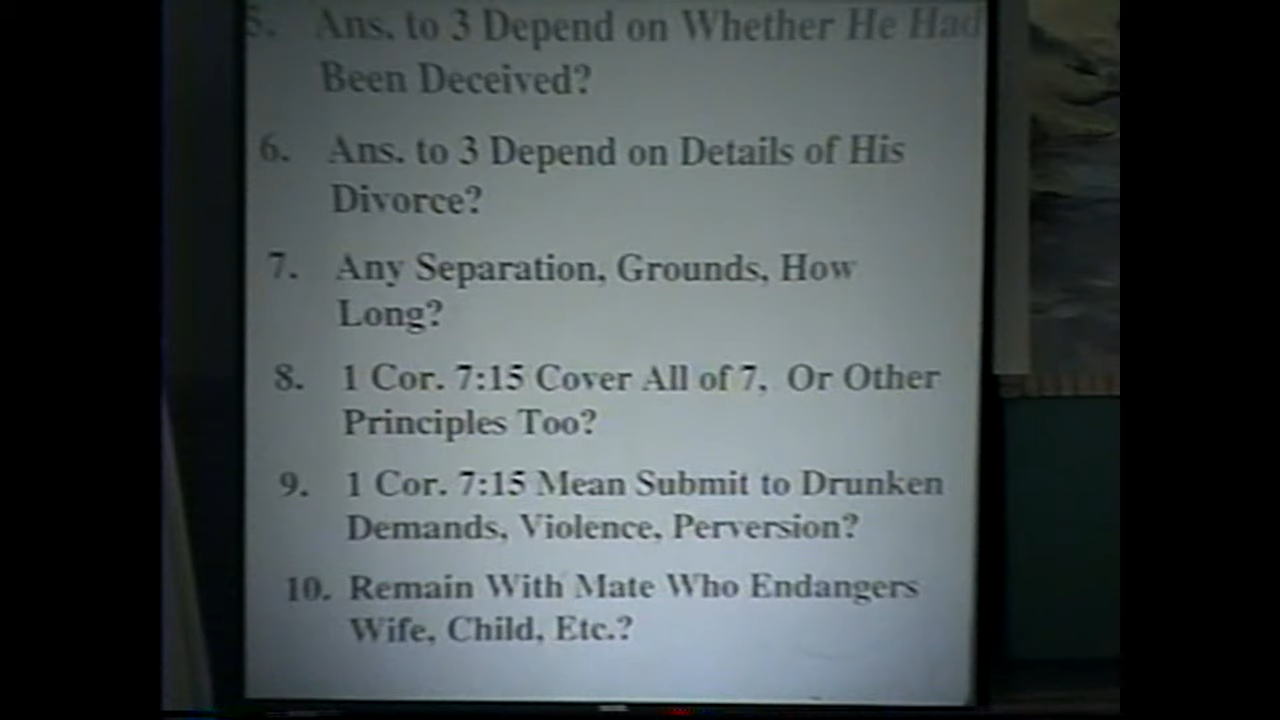 5. Ans. to 3 Depend on Whether He Had
Been Deceived?
6. Ans. to 3 Depend on Details of His
Divorce?
7. Any Separation, Grounds, How
Long?
8. 1 Cor. 7:15 Cover All of 7, Or Other
Principles Too?
9. 1 Cor. 7:15 Mean Submit to Drunken
Demands, Violence, Perversion?
10. Remain With Mate Who Endangers
Wife, Child, Etc.?